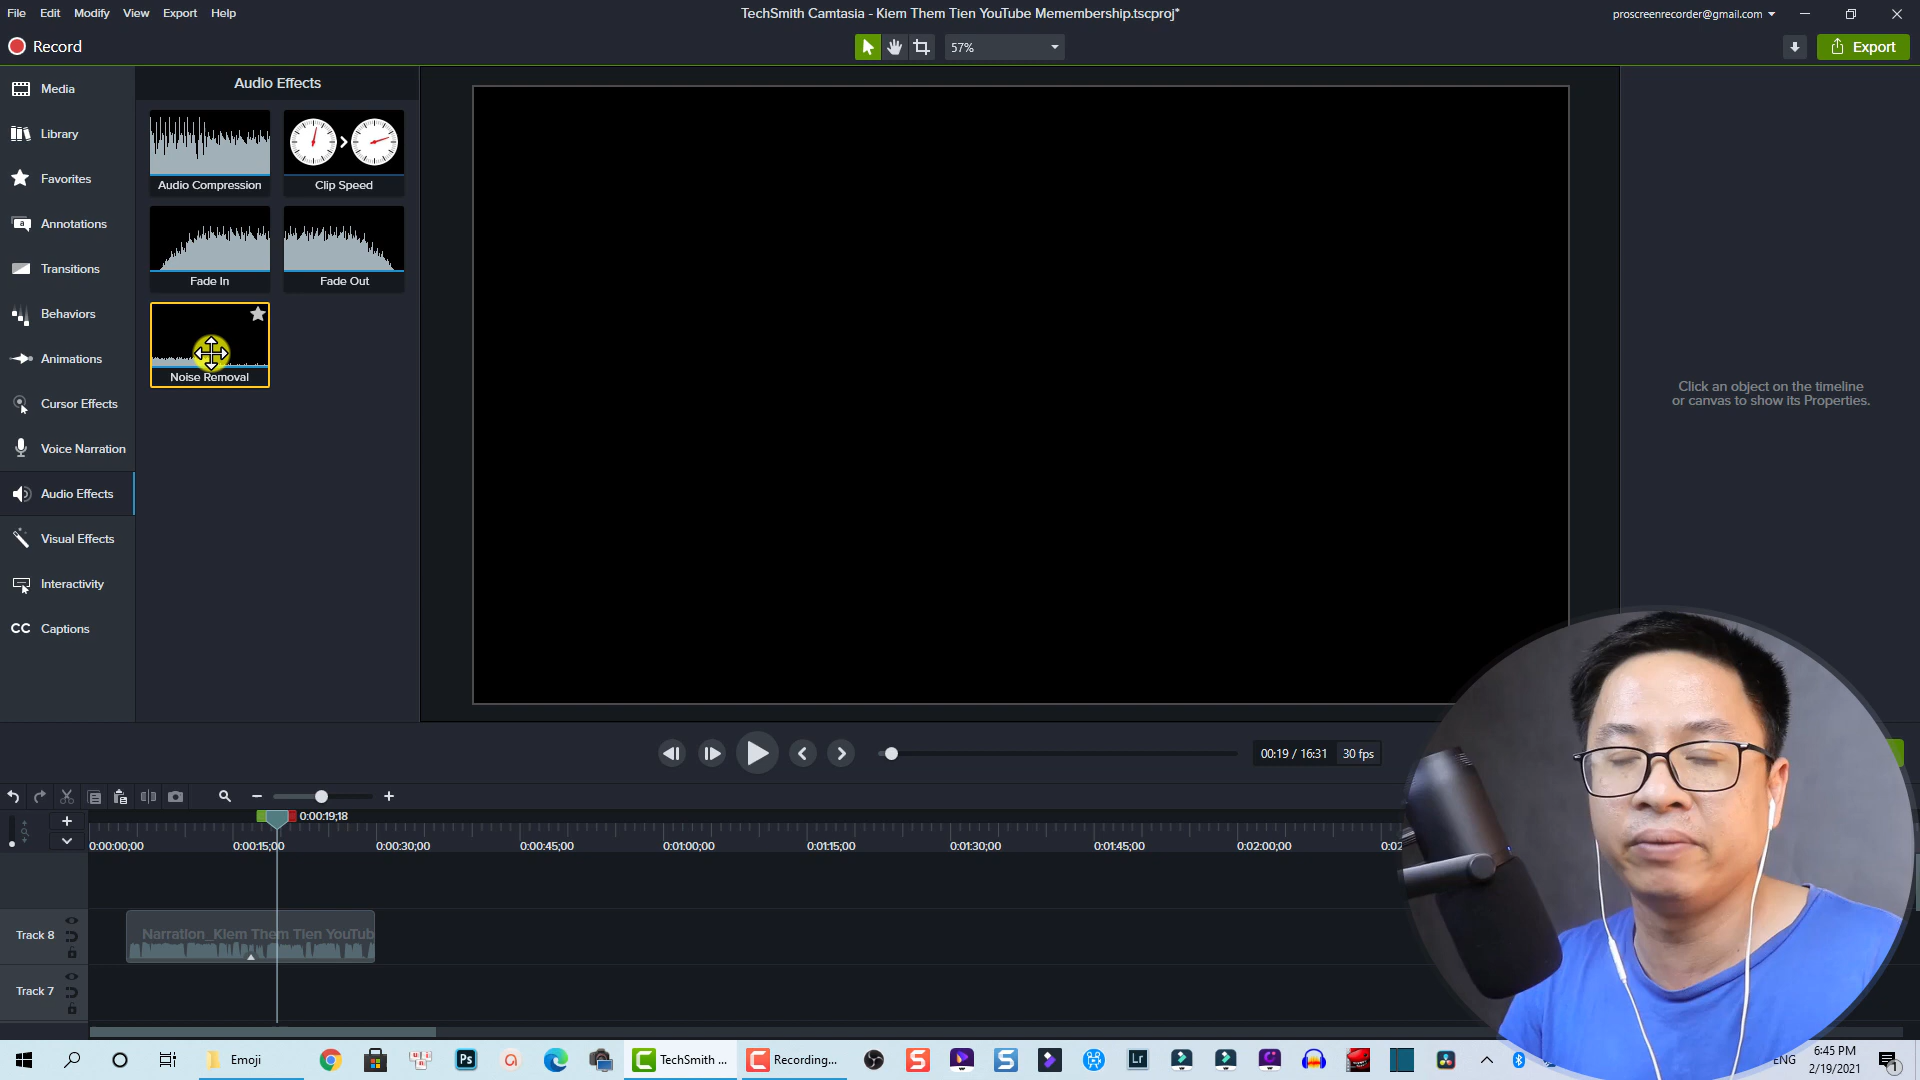 File Edit Modify View Export Help
TechSmith Camtasia - Kiem Them Tien YouTube Memembership.tscproj*
proscreenrecorder@gmail.com
Record
57%
Export
Media
Library
Favorites
Annotations
Transitions
Behaviors
Animations
Cursor Effects
Voice Narration
Audio Effects
Visual Effects
Interactivity
CC Captions
Audio Effects
Audio Compression
Clip Speed
Fade In
Fade Out
Noise Removal
Click an object on the timeline
or canvas to show its Properties.
00:19 / 16:31 30 fps
0:00:19;18
0:00:00;00 0:00:15;00 0:00:30;00 0:00:45;00 0:01:00;00 0:01:15;00 0:01:30;00 0:01:45;00 0:02:00;00
Track 8
Narration_Kiem Them Tien YouTub
Track 7
Emoji
TechSmith ...
Recording...
ENG
6:45 PM
2/19/2021